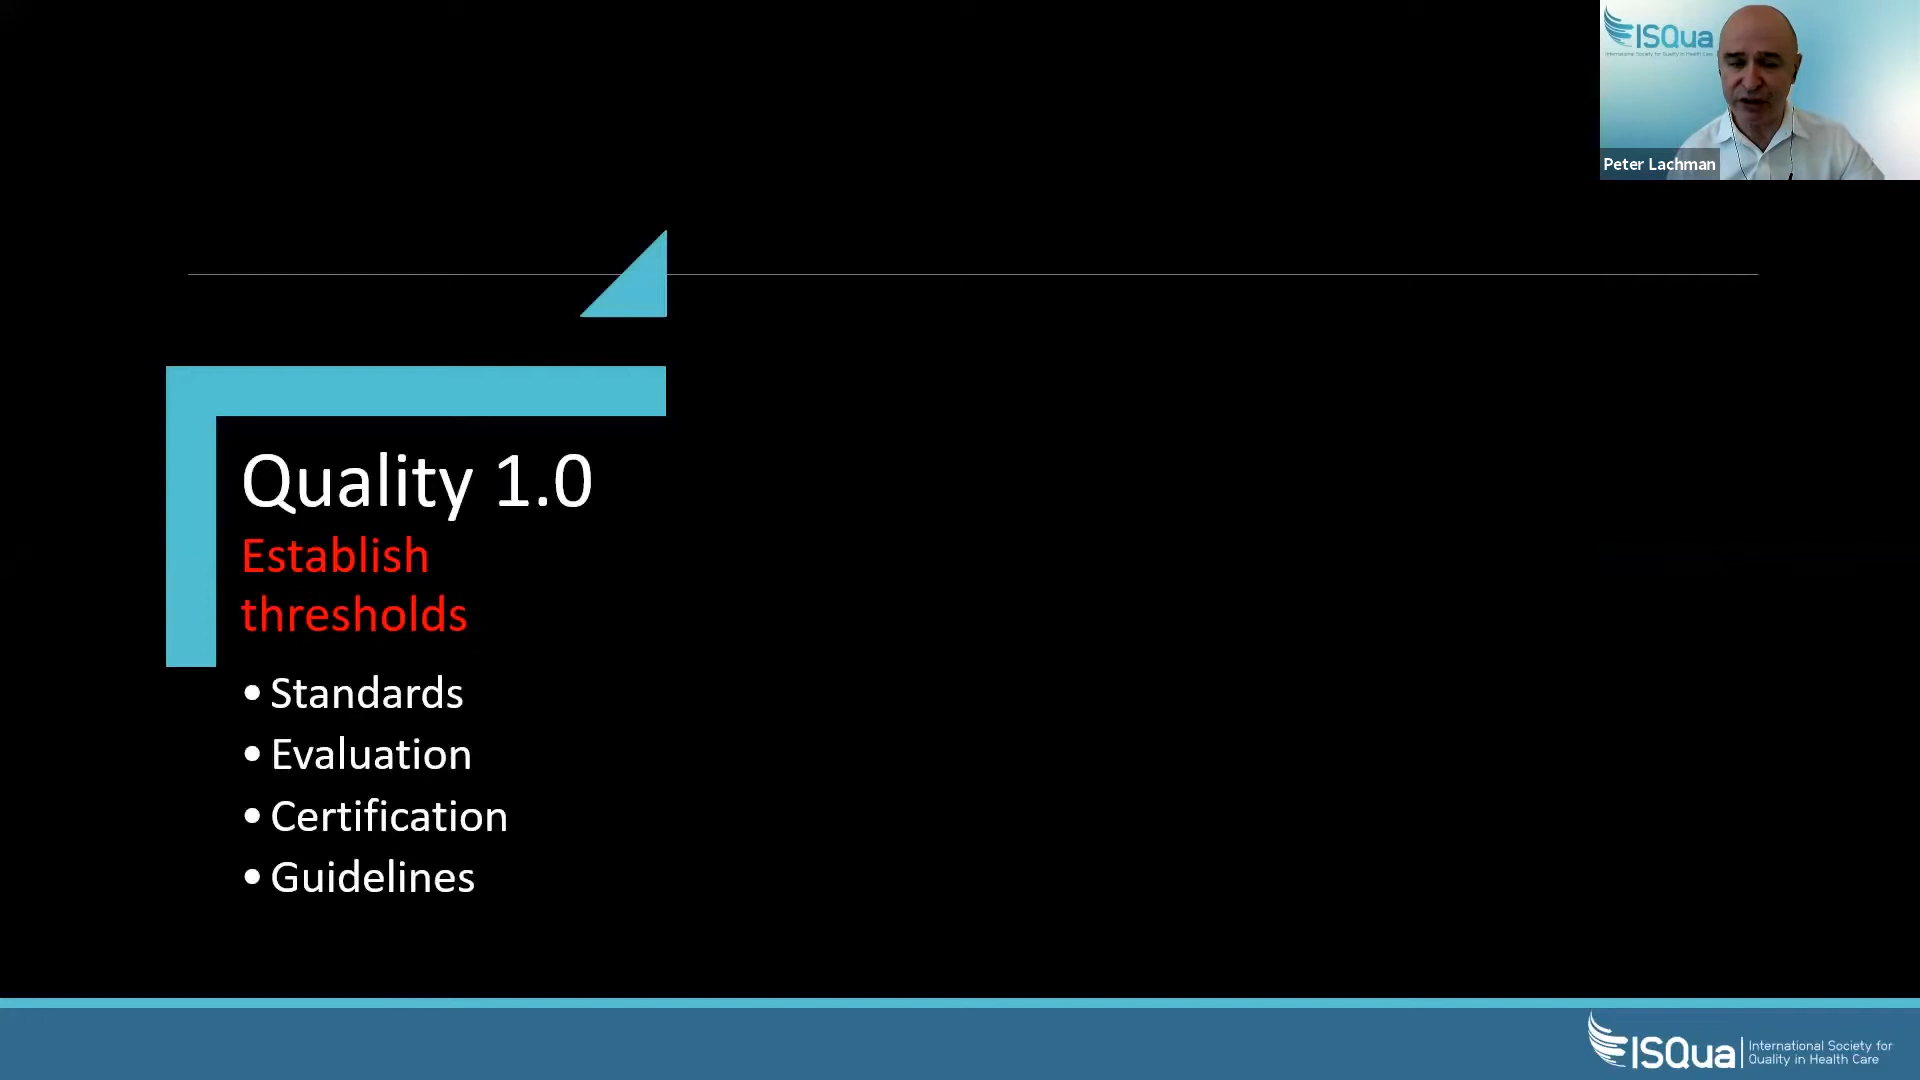 ISQua
International Society for Quality in Health Care
Peter Lachman
Quality 1.0
Establish
thresholds
• Standards
• Evaluation
• Certification
• Guidelines
ISQua
International Society for
Quality in Health Care